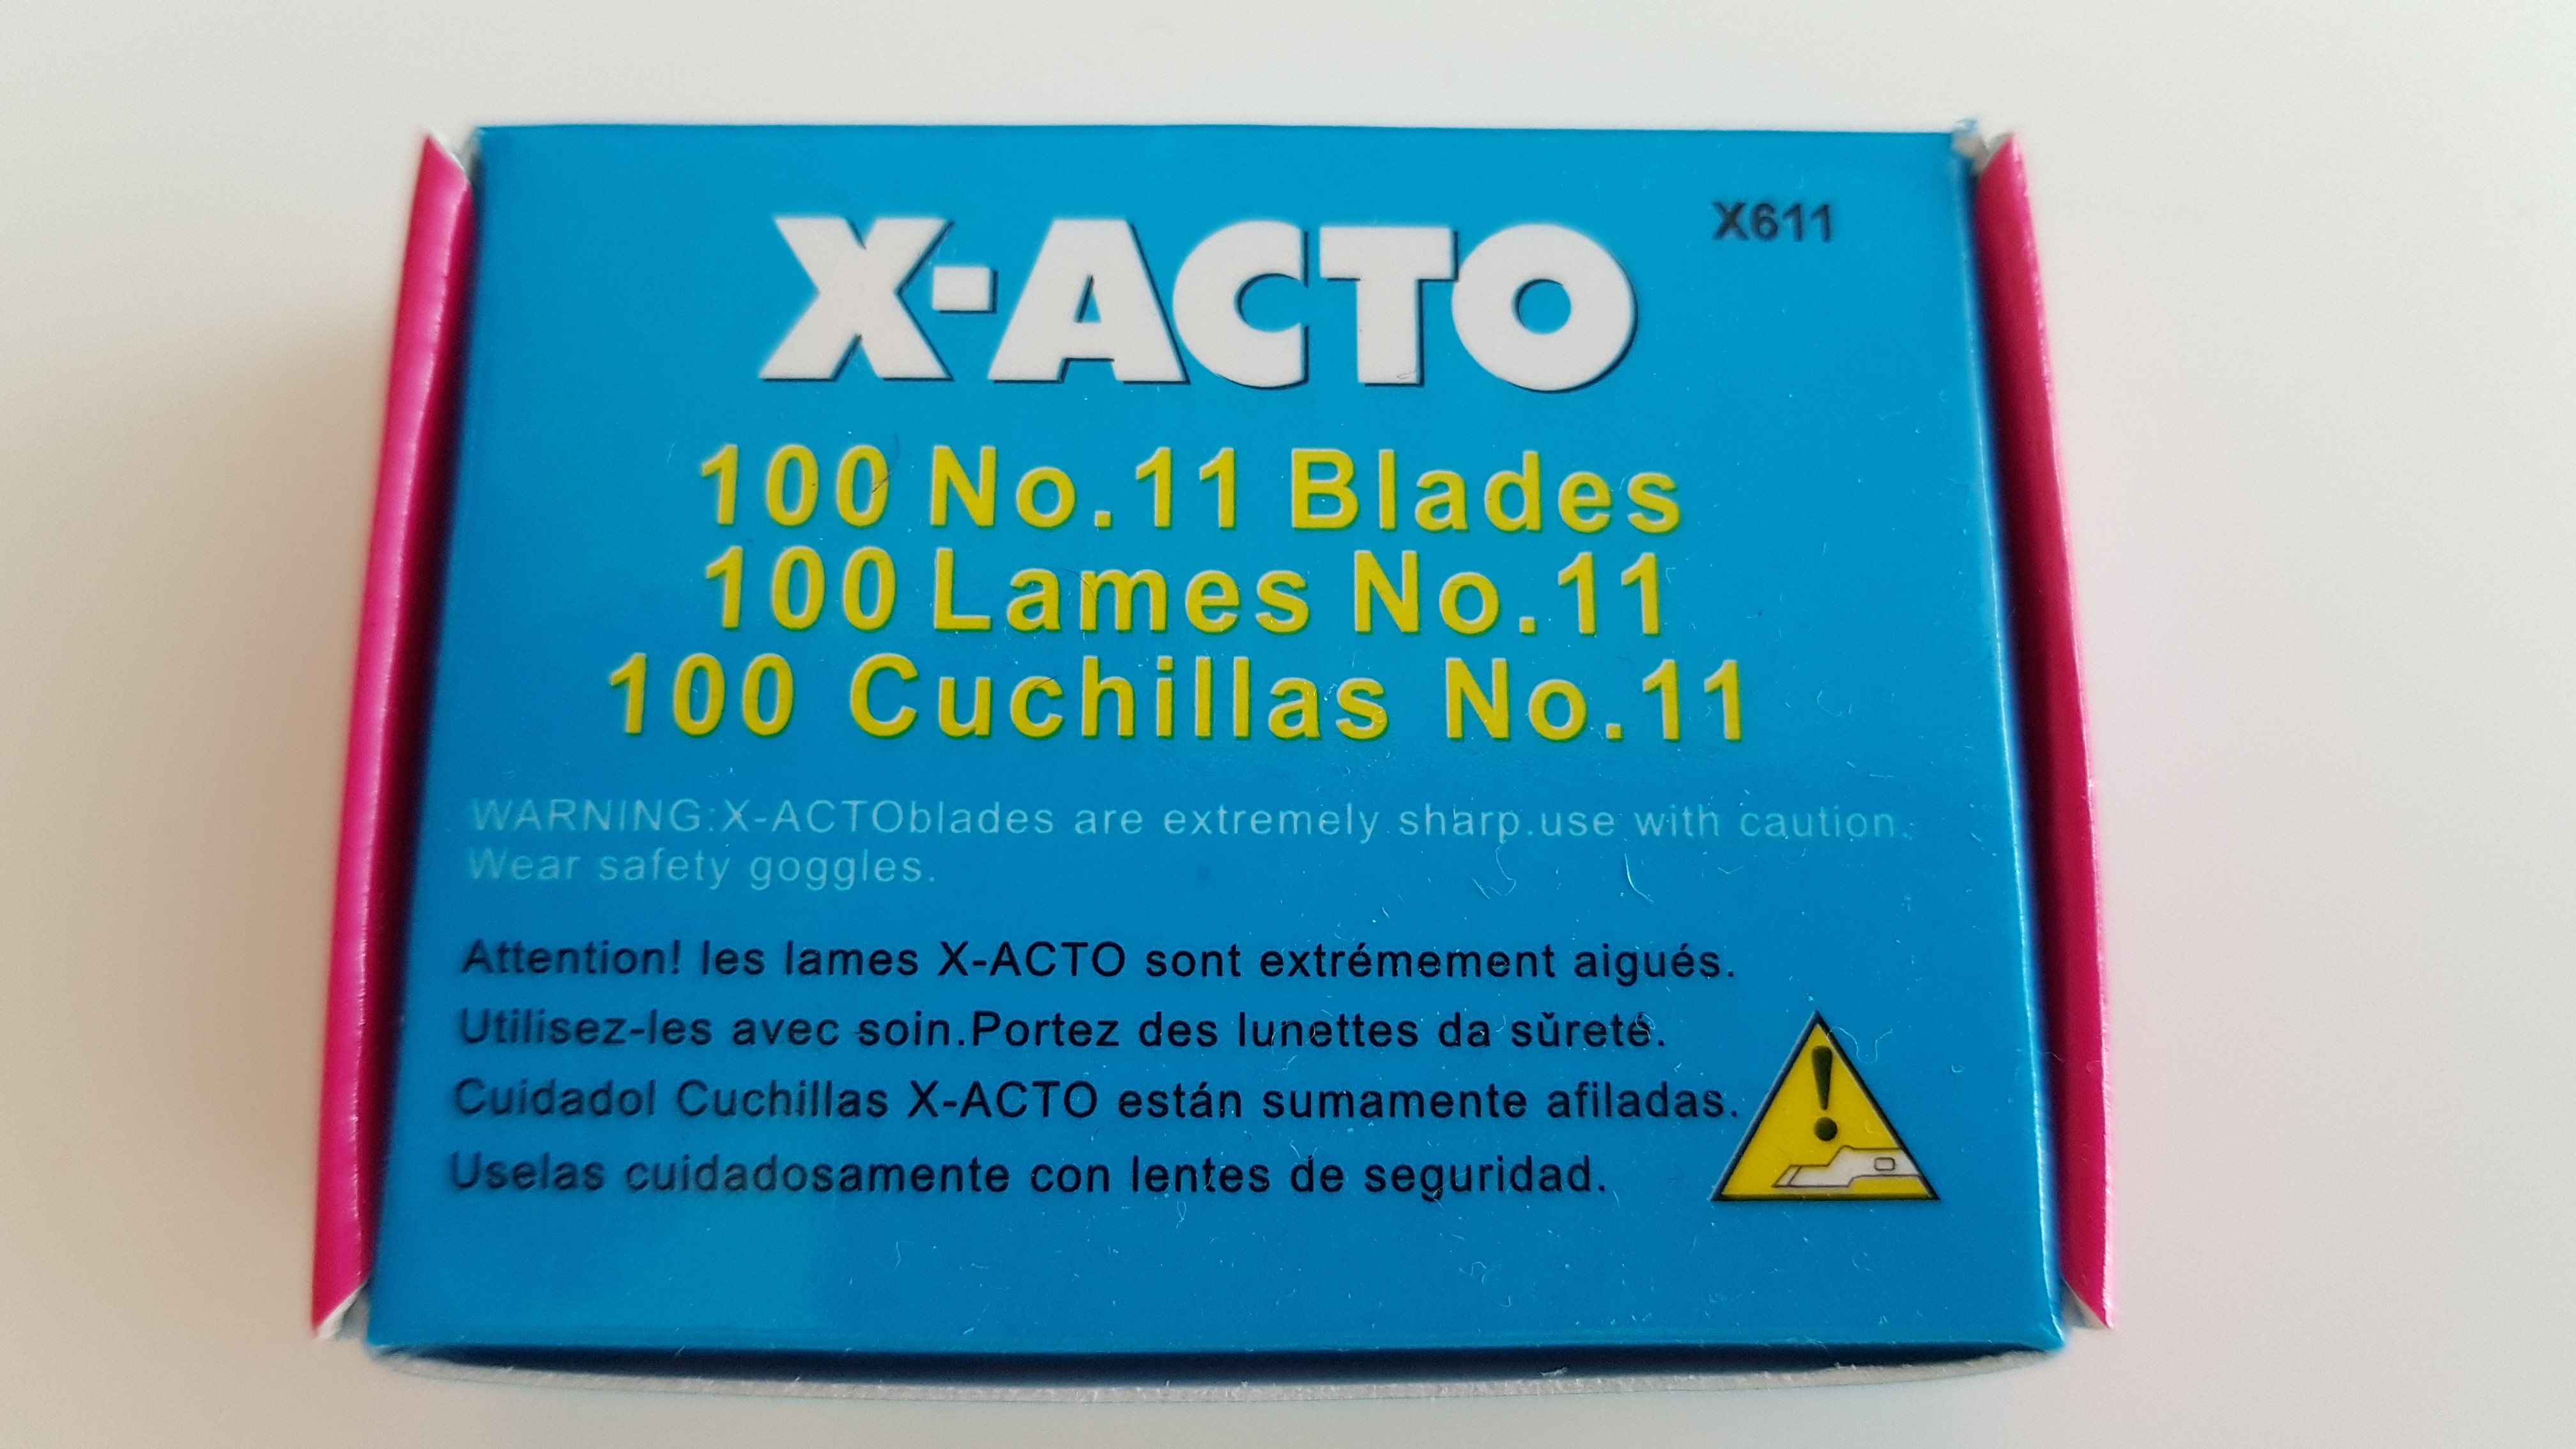 X-ACTO
X611
100 No.11 Blades
100 Lames No.11
100 Cuchillas No.11
WARNING:X-ACTOblades are extremely sharp.use with caution.
Wear safety goggles.
Attention! les lames X-ACTO sont extrémement aigués.
Utilisez-les avec soin.Portez des lunettes da sǔreté.
Cuidadol Cuchillas X-ACTO están sumamente afiladas.
Uselas cuidadosamente con lentes de seguridad.